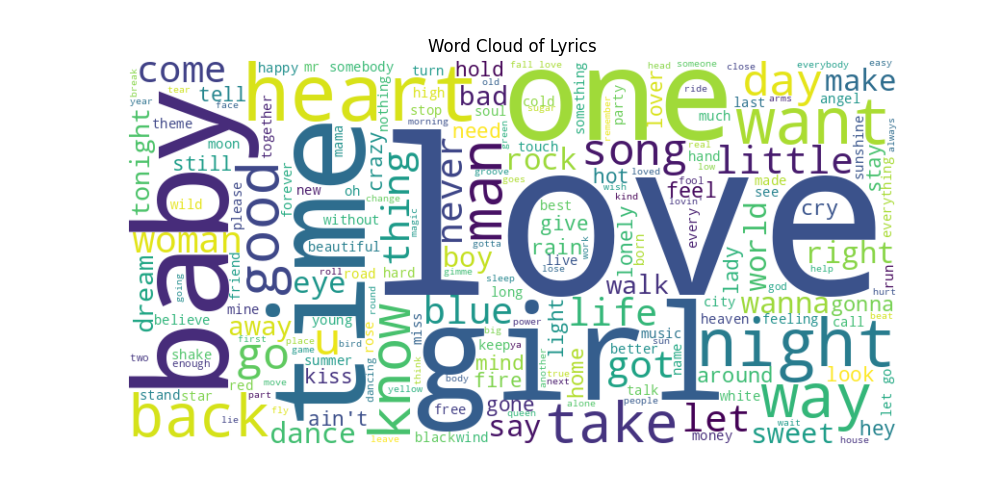 Word Cloud of Lyrics
break
year
tear
come
happy
mr
somebody
turn
hold
old
fall love
head
someone
close
everybody
easy
tell
face
high
bad
cold
sugar
something
remember
party
lover
ride
day
make
last
arms
angel
heart
one
want
theme
together
nothing
stop
soul
morning
need
green
much
tonight
moon
still
mama
crazy
touch
rock
song
hand
real
low
little
sunshine
stay
always
everything
baby
time
thing
never
man
groove
goes
hot
wish
loved
kind
feel
fool
lovin
made
see
wild
please
good
forever
new
oh
without
change
magic
love
best
give
rain
work
live
lose
lonely
born
every
cry
woman
beautiful
boy
gotta
gimme
walk
lady
world
god
right
help
run
hurt
dream
going
friend
eye
roll
road
hard
sleep
long
city
wanna
gonna
mine
believe
away
young
round
rose
know
miss
blue
power
light
life
music
sun
heaven
feeling
call
beat
two
shake
enough
go
first
place
game
u
bird
summer
girl
big
keep
ya
mind
fire
another
true
next
home
better
got
talk
name
night
around
look
let go
red
move
kiss
dancing
yellow
think
body
people
white
way
stand
star
part
fly
ain't
free
queen
gone
alone
back
lie
dance
leave
black
wind
say
take
let
money
sweet
wait
house
hey